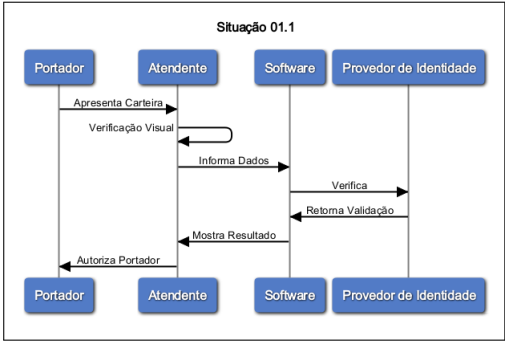 Situação 01.1
Portador Atendente Software Provedor de Identidade
Apresenta Carteira
Verificação Visual
Informa Dados
Verifica
Retorna Validação
Mostra Resultado
Autoriza Portador
Portador Atendente Software Provedor de Identidade